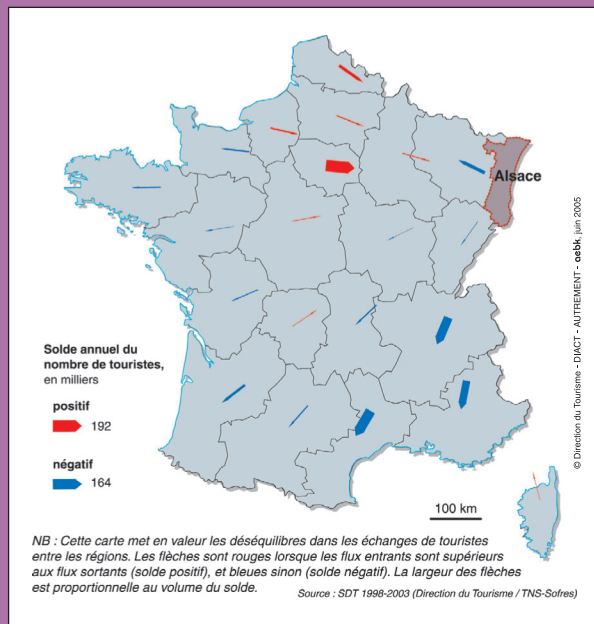 Alsace
Solde annuel du
nombre de touristes,
en milliers
positif
192
négatif
164
100 km
NB : Cette carte met en valeur les déséquilibres dans les échanges de touristes
entre les régions. Les flèches sont rouges lorsque les flux entrants sont supérieurs
aux flux sortants (solde positif), et bleues sinon (solde négatif). La largeur des flèches
est proportionnelle au volume du solde.
Source : SDT 1998-2003 (Direction du Tourisme / TNS-Sofres)
© Direction du Tourisme - DIACT - AUTREMENT - aebk, juin 2005